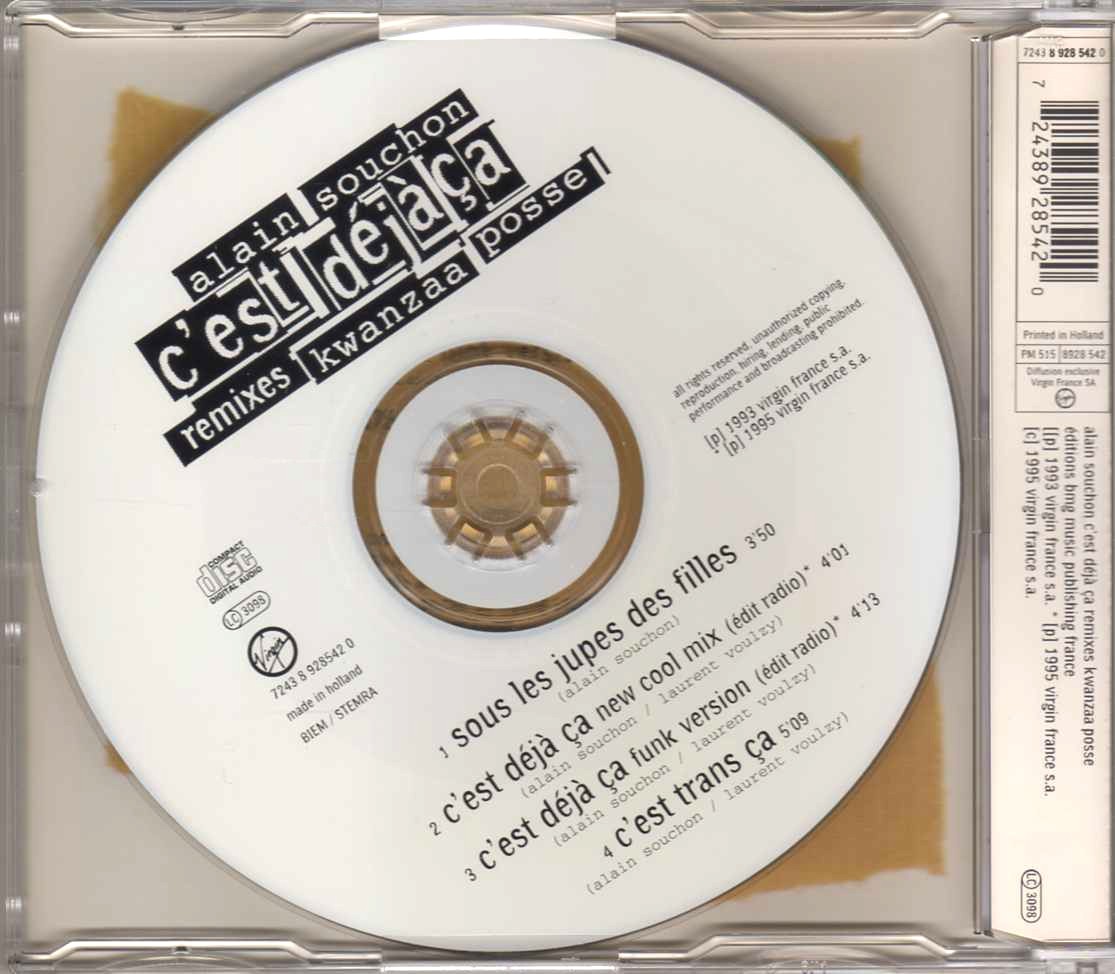 alain souchon
c'est déjà ça
remixes kwanzaa posse
all rights reserved, unauthorized copying,
reproduction, hiring, lending, public
performance and broadcasting prohibited.
[p] 1993 virgin france s.a.
* [p] 1995 virgin france s.a.
COMPACT
disc
DIGITAL AUDIO
LC 3098
Virgin
7243 8 928542 0
made in holland
BIEM / STEMRA
1 sous les jupes des filles 3'50
(alain souchon)
2 c'est déjà ça new cool mix (édit radio)* 4'01
(alain souchon / laurent voulzy)
3 c'est déjà ça funk version (édit radio)* 4'13
(alain souchon / laurent voulzy)
4 c'est trans ça 5'09
(alain souchon / laurent voulzy)
7243 8 928 542 0
7 24389 28542 0
Printed in Holland
PM 515 8928 542
Diffusion exclusive
Virgin France SA
alain souchon c'est déjà ça remixes kwanzaa posse
éditions bmg music publishing france
[[p] 1993 virgin france s.a. * [p] 1995 virgin france s.a.
[c] 1995 virgin france s.a.
LC 3098